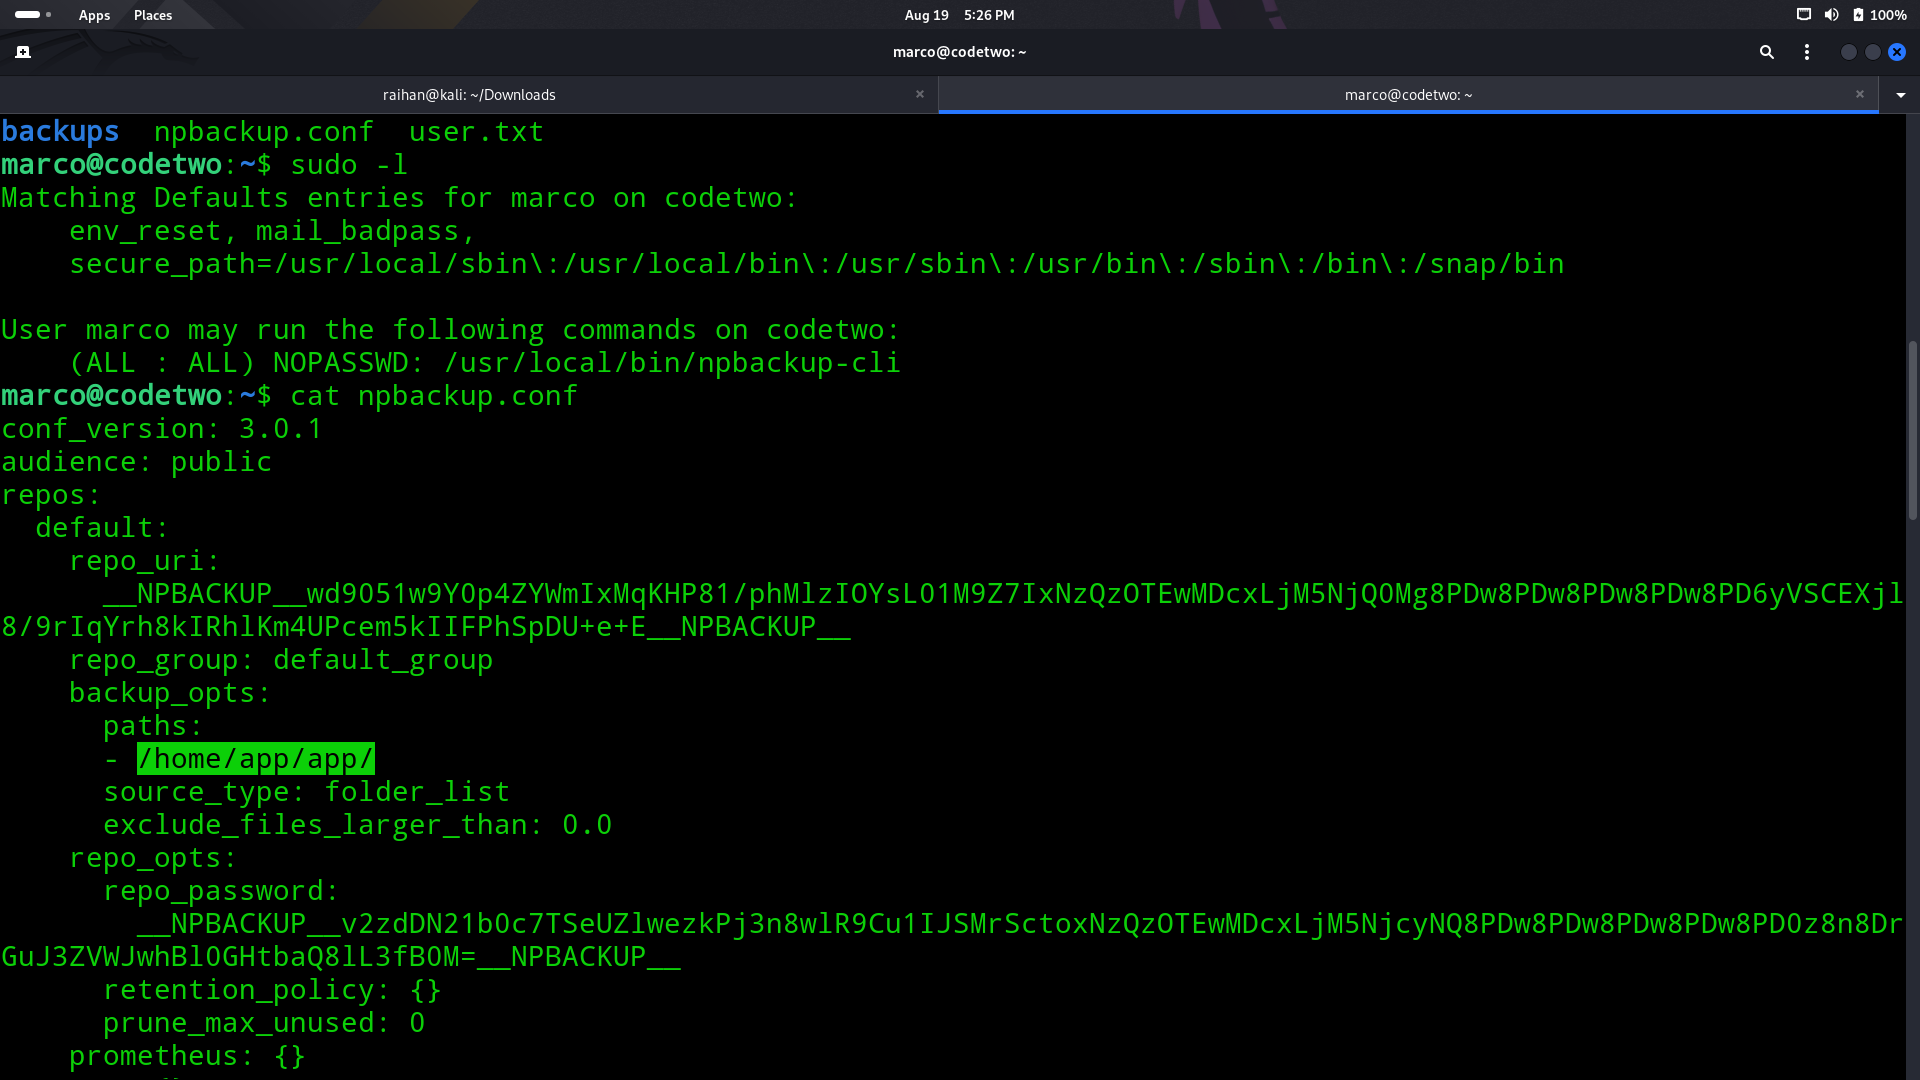 Apps Places Aug 19 5:26 PM 100%
marco@codetwo: ~
raihan@kali: ~/Downloads × marco@codetwo: ~ ×
backups  npbackup.conf  user.txt
marco@codetwo:~$ sudo -l
Matching Defaults entries for marco on codetwo:
    env_reset, mail_badpass,
    secure_path=/usr/local/sbin\:/usr/local/bin\:/usr/sbin\:/usr/bin\:/sbin\:/bin\:/snap/bin

User marco may run the following commands on codetwo:
    (ALL : ALL) NOPASSWD: /usr/local/bin/npbackup-cli
marco@codetwo:~$ cat npbackup.conf
conf_version: 3.0.1
audience: public
repos:
  default:
    repo_uri:
      __NPBACKUP__wd9051w9Y0p4ZYWmIxMqKHP81/phMlzIOYsL01M9Z7IxNzQzOTEwMDcxLjM5NjQ0Mg8PDw8PDw8PDw8PDw8PD6yVSCEXjl
8/9rIqYrh8kIRhlKm4UPcem5kIIFPhSpDU+e+E__NPBACKUP__
    repo_group: default_group
    backup_opts:
      paths:
      - /home/app/app/
      source_type: folder_list
      exclude_files_larger_than: 0.0
    repo_opts:
      repo_password:
        __NPBACKUP__v2zdDN21b0c7TSeUZlwezkPj3n8wlR9Cu1IJSMrSctoxNzQzOTEwMDcxLjM5NjcyNQ8PDw8PDw8PDw8PDw8PD0z8n8Dr
GuJ3ZVWJwhBl0GHtbaQ8lL3fB0M=__NPBACKUP__
      retention_policy: {}
      prune_max_unused: 0
    prometheus: {}